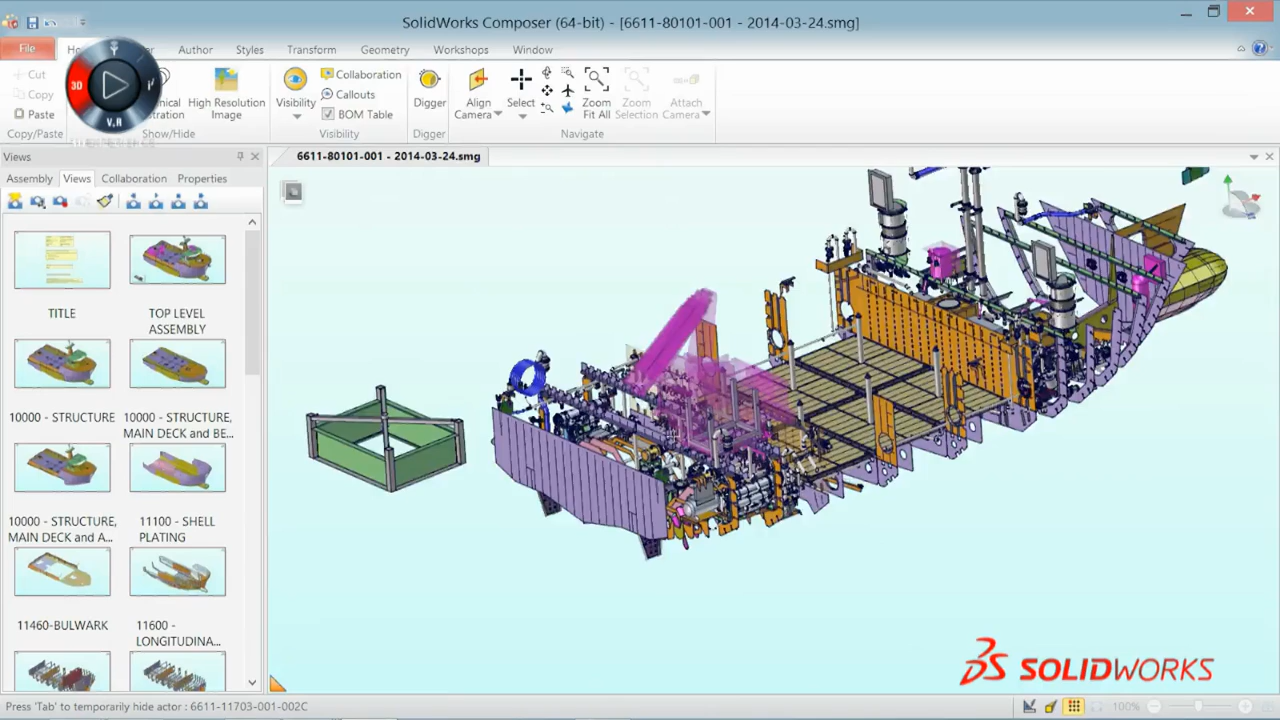 SolidWorks Composer (64-bit) - [6611-80101-001 - 2014-03-24.smg]
File
Author
Styles
Transform
Geometry
Workshops
Window
Cut
Copy
Paste
Copy/Paste
3D
V,R
High Resolution
Image
Show/Hide
Visibility
Collaboration
Callouts
BOM Table
Visibility
Digger
Digger
Align
Camera
Select
Zoom
Fit All
Zoom
Selection
Attach
Camera
Navigate
Views
6611-80101-001 - 2014-03-24.smg
Assembly
Views
Collaboration
Properties
TITLE
TOP LEVEL
ASSEMBLY
10000 - STRUCTURE
10000 - STRUCTURE,
MAIN DECK and BE...
10000 - STRUCTURE,
MAIN DECK and A...
11100 - SHELL
PLATING
11460-BULWARK
11600 -
LONGITUDINA...
SOLIDWORKS
Press 'Tab' to temporarily hide actor : 6611-11703-001-002C
100%